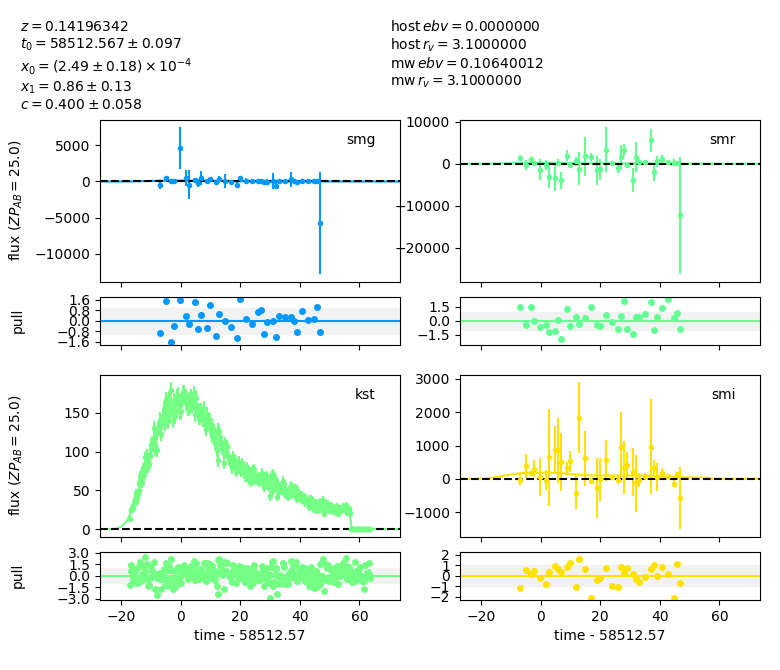 z = 0.14196342
host ebv = 0.0000000
t₀ = 58512.567 ± 0.097
host r_v = 3.1000000
x₀ = (2.49 ± 0.18) × 10⁻⁴
mw ebv = 0.10640012
x₁ = 0.86 ± 0.13
mw r_v = 3.1000000
c = 0.400 ± 0.058
smg
5000
0
−5000
−10000
flux (ZP_AB = 25.0)
smr
10000
0
−10000
−20000
1.6
0.8
0.0
−0.8
−1.6
pull
1.5
0.0
−1.5
kst
150
100
50
0
flux (ZP_AB = 25.0)
smi
3000
2000
1000
0
−1000
3.0
1.5
0.0
−1.5
−3.0
pull
−20 0 20 40 60
time - 58512.57
2
1
0
−1
−2
−20 0 20 40 60
time - 58512.57